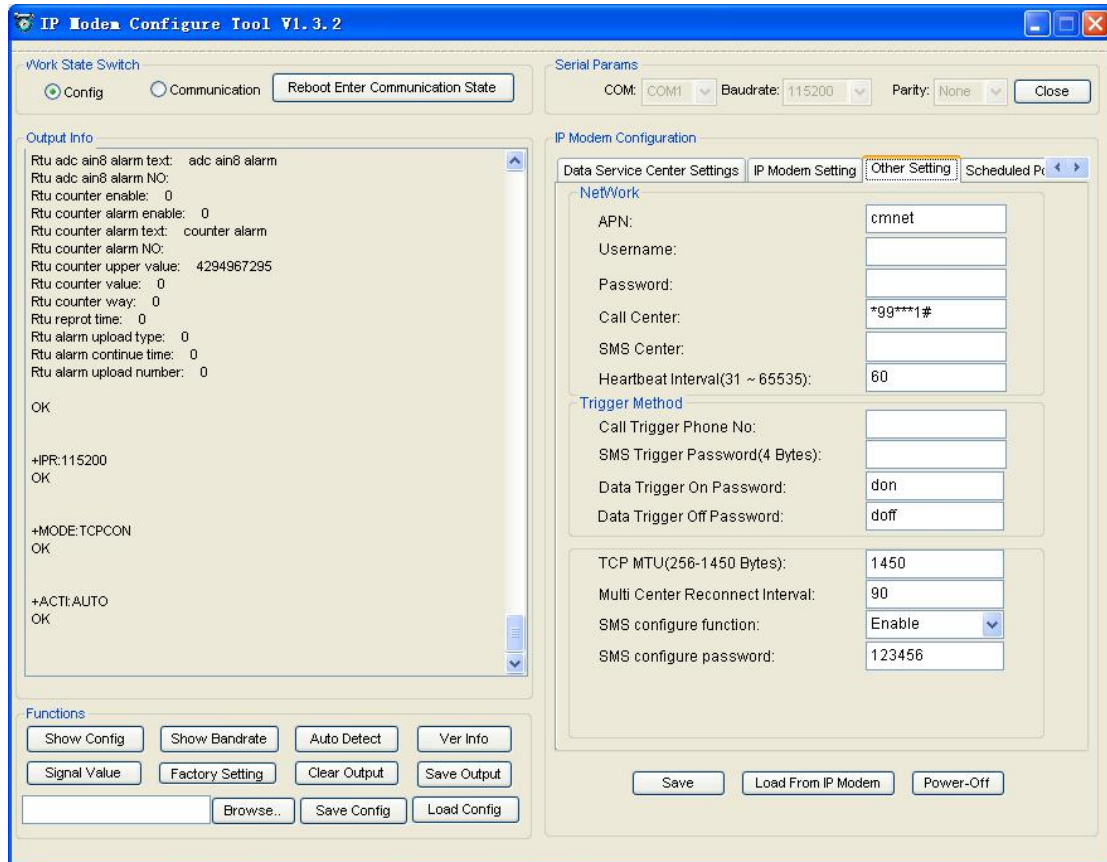 IP Modem Configure Tool V1.3.2
Work State Switch
Config
Communication
Reboot Enter Communication State
Serial Params
COM: COM1
Baudrate: 115200
Parity: None
Close
Output Info
Rtu adc ain8 alarm text: adc ain8 alarm
Rtu adc ain8 alarm NO:
Rtu counter enable: 0
Rtu counter alarm enable: 0
Rtu counter alarm text: counter alarm
Rtu counter alarm NO:
Rtu counter upper value: 4294967295
Rtu counter value: 0
Rtu counter way: 0
Rtu reprot time: 0
Rtu alarm upload type: 0
Rtu alarm continue time: 0
Rtu alarm upload number: 0
OK
+IPR:115200
OK
+MODE:TCPCON
OK
+ACTI:AUTO
OK
IP Modem Configuration
Data Service Center Settings
IP Modem Setting
Other Setting
Scheduled Po
NetWork
APN: cmnet
Username:
Password:
Call Center: *99***1#
SMS Center:
Heartbeat Interval(31 ~ 65535): 60
Trigger Method
Call Trigger Phone No:
SMS Trigger Password(4 Bytes):
Data Trigger On Password: don
Data Trigger Off Password: doff
TCP MTU(256-1450 Bytes): 1450
Multi Center Reconnect Interval: 90
SMS configure function: Enable
SMS configure password: 123456
Functions
Show Config
Show Bandrate
Auto Detect
Ver Info
Signal Value
Factory Setting
Clear Output
Save Output
Browse..
Save Config
Load Config
Save
Load From IP Modem
Power-Off